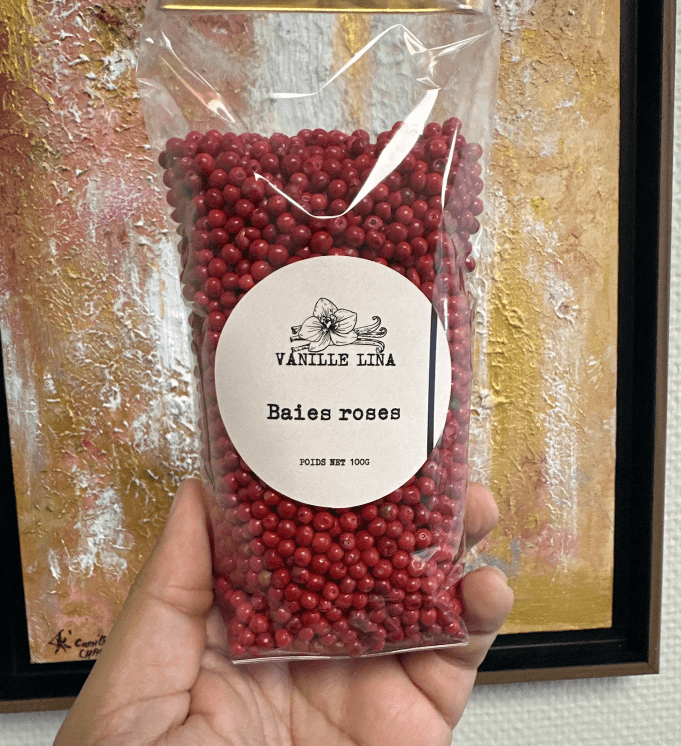 VANILLE LINA
Baies roses
POIDS NET 100G